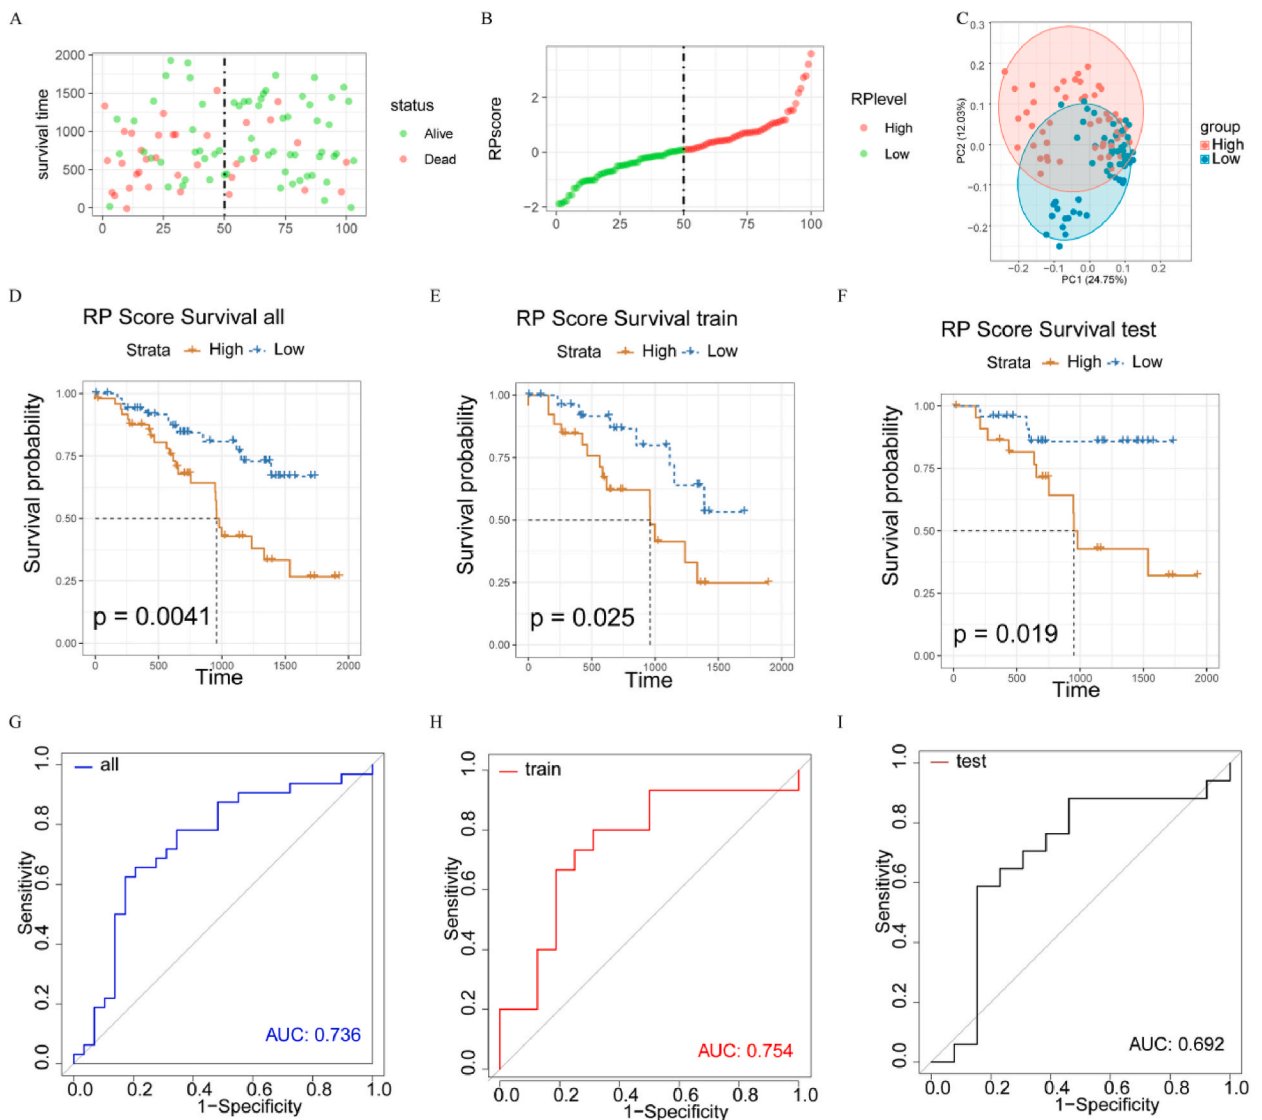 A
survival time
2000
1500
1000
500
0
0
25
50
75
100
status
Alive
Dead
B
RPscore
2
0
−2
0
25
50
75
100
RPlevel
High
Low
C
PC2 (12.03%)
0.3
0.2
0.1
0.0
−0.1
−0.2
−0.2
−0.1
0.0
0.1
0.2
PC1 (24.75%)
group
High
Low
D
RP Score Survival all
Strata High Low
Survival probability
1.00
0.75
0.50
0.25
0.00
p = 0.0041
0
500
1000
1500
2000
Time
E
RP Score Survival train
Strata High Low
Survival probability
1.00
0.75
0.50
0.25
0.00
p = 0.025
0
500
1000
1500
2000
Time
F
RP Score Survival test
Strata High Low
Survival probability
1.00
0.75
0.50
0.25
0.00
p = 0.019
0
500
1000
1500
2000
Time
G
all
Sensitivity
1.0
0.8
0.6
0.4
0.2
0.0
AUC: 0.736
0.0
0.2
0.4
0.6
0.8
1.0
1−Specificity
H
train
Sensitivity
1.0
0.8
0.6
0.4
0.2
0.0
AUC: 0.754
0.0
0.2
0.4
0.6
0.8
1.0
1−Specificity
I
test
Sensitivity
1.0
0.8
0.6
0.4
0.2
0.0
AUC: 0.692
0.0
0.2
0.4
0.6
0.8
1.0
1−Specificity